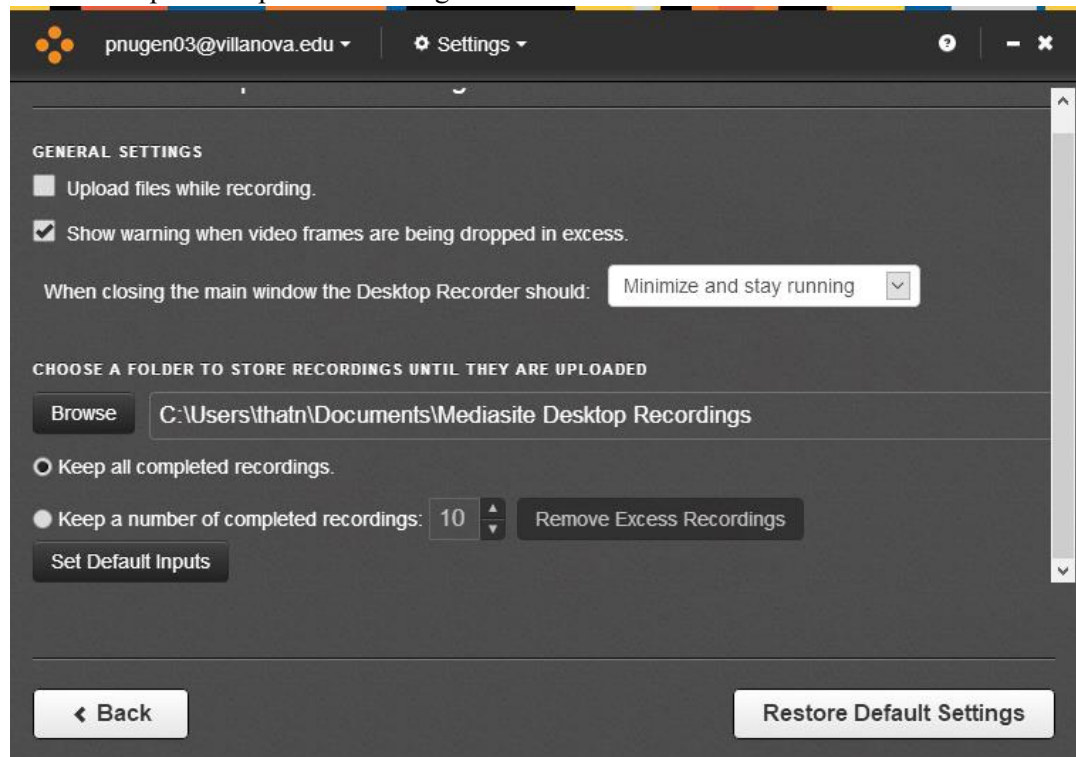 pnugen03@villanova.edu Settings
GENERAL SETTINGS
Upload files while recording.
Show warning when video frames are being dropped in excess.
When closing the main window the Desktop Recorder should: Minimize and stay running
CHOOSE A FOLDER TO STORE RECORDINGS UNTIL THEY ARE UPLOADED
Browse C:\Users\thatn\Documents\Mediasite Desktop Recordings
Keep all completed recordings.
Keep a number of completed recordings: 10 Remove Excess Recordings
Set Default Inputs
Back Restore Default Settings